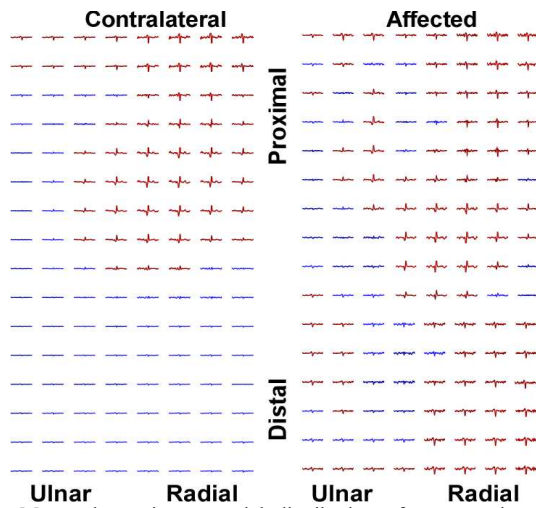 Contralateral
Affected
Proximal
Distal
Ulnar
Radial
Ulnar
Radial